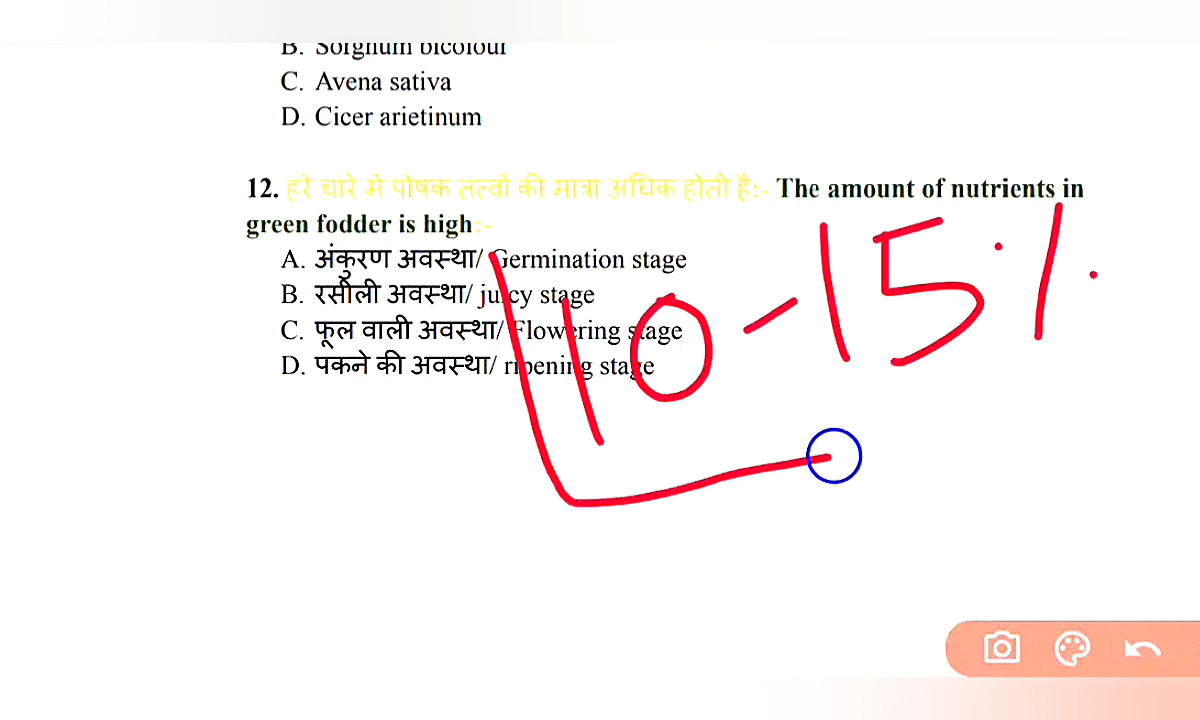 B. Sorghum bicolour
C. Avena sativa
D. Cicer arietinum
12. हरे चारे में पोषक तत्वों की मात्रा अधिक होती है:- The amount of nutrients in
green fodder is high:-
A. अंकुरण अवस्था/ Germination stage
B. रसीली अवस्था/ juicy stage
C. फूल वाली अवस्था/ Flowering stage
D. पकने की अवस्था/ ripening stage
10-15%